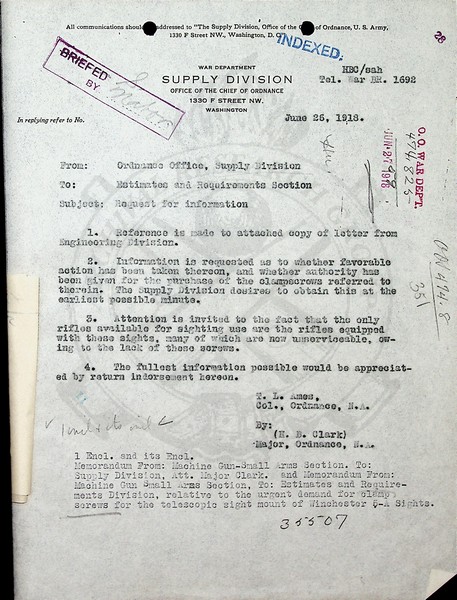 All communications should be addressed to "The Supply Division, Office of the Chief of Ordnance, U. S. Army,
1330 F Street NW., Washington, D. C."
28
INDEXED
BRIEFED
BY
WAR DEPARTMENT
SUPPLY DIVISION
OFFICE OF THE CHIEF OF ORDNANCE
1330 F STREET NW.
WASHINGTON
HBC/sah
Tel. War BR. 1692
In replying refer to No.
June 26, 1918.
O.O. WAR DEPT.
JUN 27 1918
From: Ordnance Office, Supply Division
To: Estimates and Requirements Section
Subject: Request for information
1. Reference is made to attached copy of letter from
Engineering Division.
2. Information is requested as to whether favorable
action has been taken thereon, and whether authority has
been given for the purchase of the clampscrews referred to
therein. The Supply Division desires to obtain this at the
earliest possible minute.
3. Attention is invited to the fact that the only
rifles available for sighting use are the rifles equipped
with these sights, many of which are now unserviceable, ow-
ing to the lack of these screws.
4. The fullest information possible would be appreciat-
ed by return indorsement hereon.
T. L. Ames,
Col., Ordnance, N.A.
By:
(H. B. Clark)
Major, Ordnance, N.A.
1 Encl. and its Encl.
Memorandum From: Machine Gun-Small Arms Section. To:
Supply Division, Att. Major Clark. and Memorandum From:
Machine Gun Small Arms Section, To: Estimates and Require-
ments Division, relative to the urgent demand for clamp
screws for the telescopic sight mount of Winchester 5-A Sights.
35507